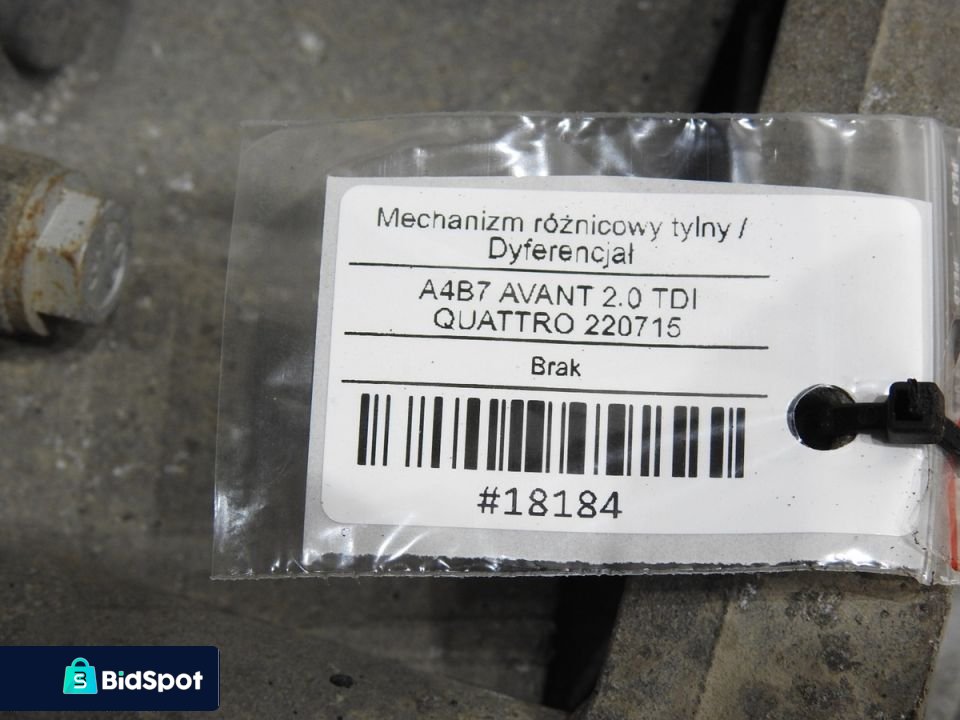 Mechanizm różnicowy tylny /
Dyferencjał
A4B7 AVANT 2.0 TDI
QUATTRO 220715
Brak
#18184
BidSpot